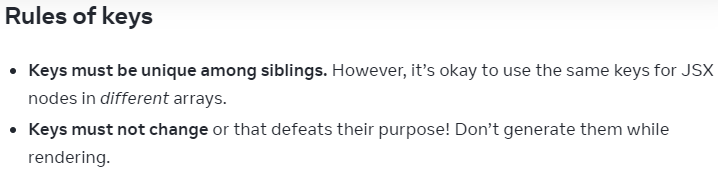 Rules of keys
• Keys must be unique among siblings. However, it’s okay to use the same keys for JSX
nodes in different arrays.
• Keys must not change or that defeats their purpose! Don’t generate them while
rendering.